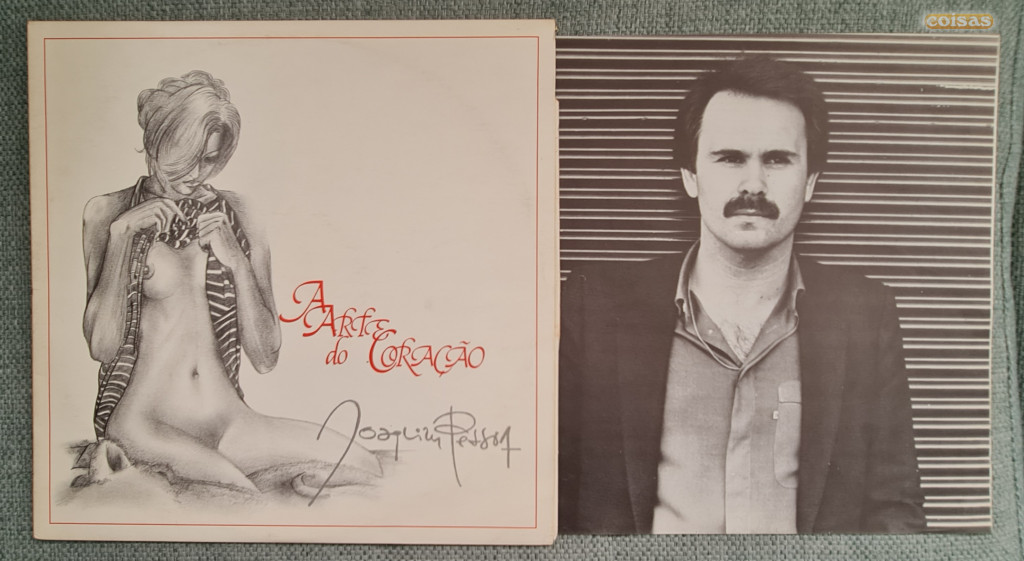 coisas
A
ARTE
do CORAÇÃO
Joaquim Pessoa